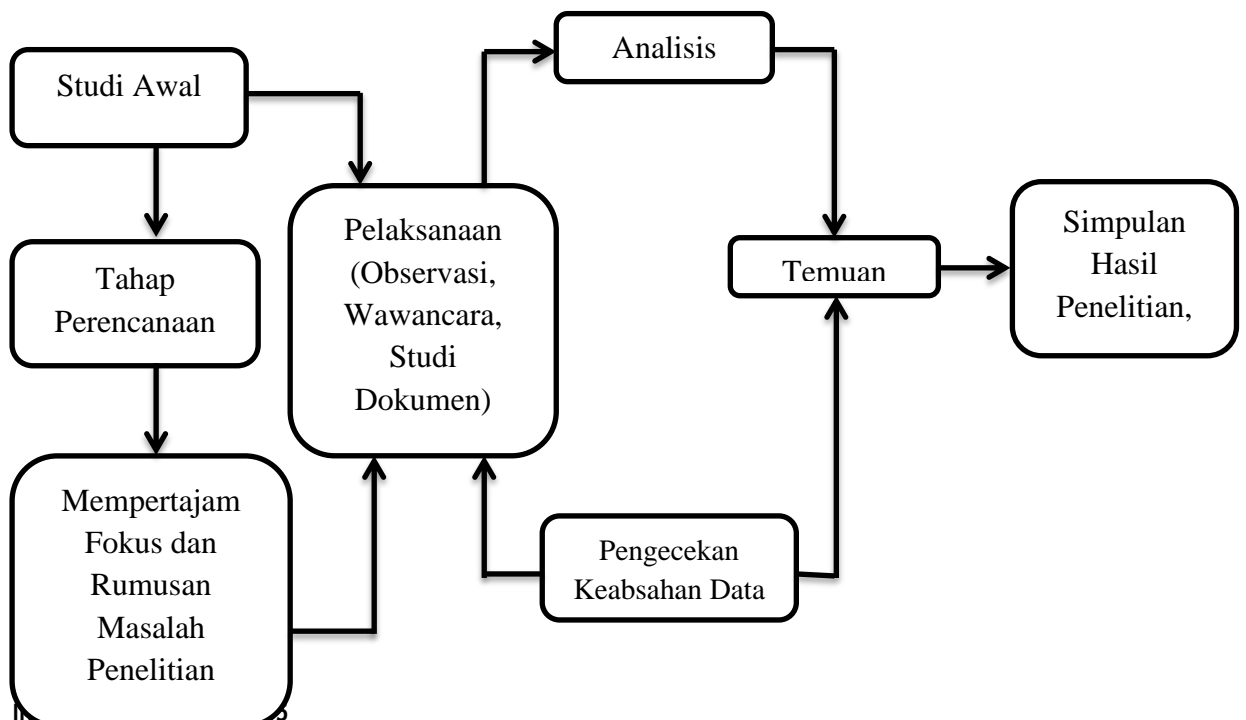 Studi Awal
Tahap
Perencanaan
Mempertajam
Fokus dan
Rumusan
Masalah
Penelitian
Pelaksanaan
(Observasi,
Wawancara,
Studi
Dokumen)
Analisis
Pengecekan
Keabsahan Data
Temuan
Simpulan
Hasil
Penelitian,